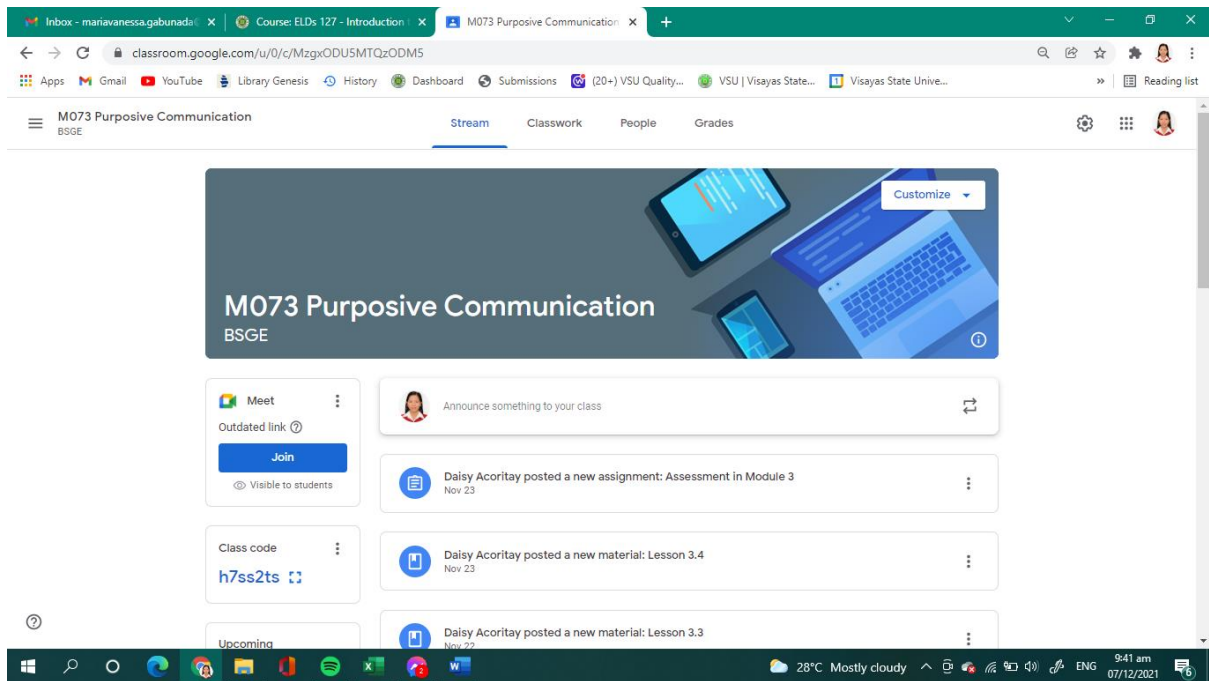 Inbox - mariavanessa.gabunada
Course: ELDs 127 - Introduction t
M073 Purposive Communication
classroom.google.com/u/0/c/MzgxODU5MTQzODM5
Apps Gmail YouTube Library Genesis History Dashboard Submissions (20+) VSU Quality... VSU | Visayas State... Visayas State Unive... » Reading list
M073 Purposive Communication
BSGE
Stream Classwork People Grades
Customize
M073 Purposive Communication
BSGE
Meet
Outdated link
Join
Visible to students
Class code
h7ss2ts
Upcoming
Announce something to your class
Daisy Acoritay posted a new assignment: Assessment in Module 3
Nov 23
Daisy Acoritay posted a new material: Lesson 3.4
Nov 23
Daisy Acoritay posted a new material: Lesson 3.3
Nov 22
28°C Mostly cloudy ENG
9:41 am
07/12/2021
6